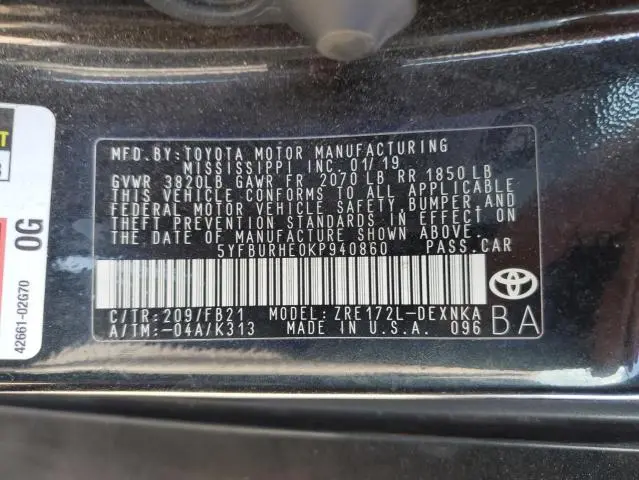 MFD.BY:TOYOTA MOTOR MANUFACTURING
MISSISSIPPI, INC. 01/19
GVWR 3820LB GAWR FR 2070 LB RR 1850 LB
THIS VEHICLE CONFORMS TO ALL APPLICABLE
FEDERAL MOTOR VEHICLE SAFETY,BUMPER,AND
THEFT PREVENTION STANDARDS IN EFFECT ON
THE DATE OF MANUFACTURE SHOWN ABOVE.
5YFBURHE0KP940860 PASS.CAR
C/TR:209/FB21 MODEL: ZRE172L-DEXNKA
A/TM:-04A/K313 MADE IN U.S.A. 096
BA
0G
42661-02G70